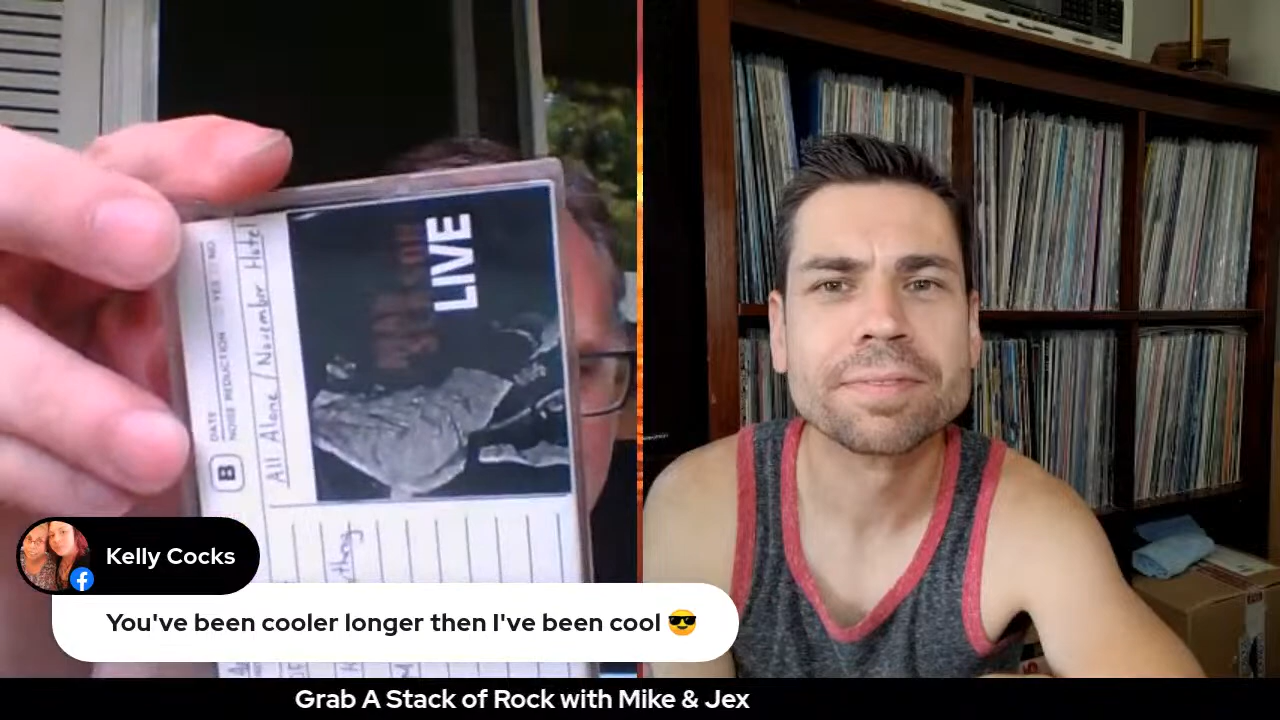 LIVE
DATE
NOISE REDUCTION YES NO
B
All Alone / November Hotel
Kelly Cocks
You've been cooler longer then I've been cool 😎
Grab A Stack of Rock with Mike & Jex